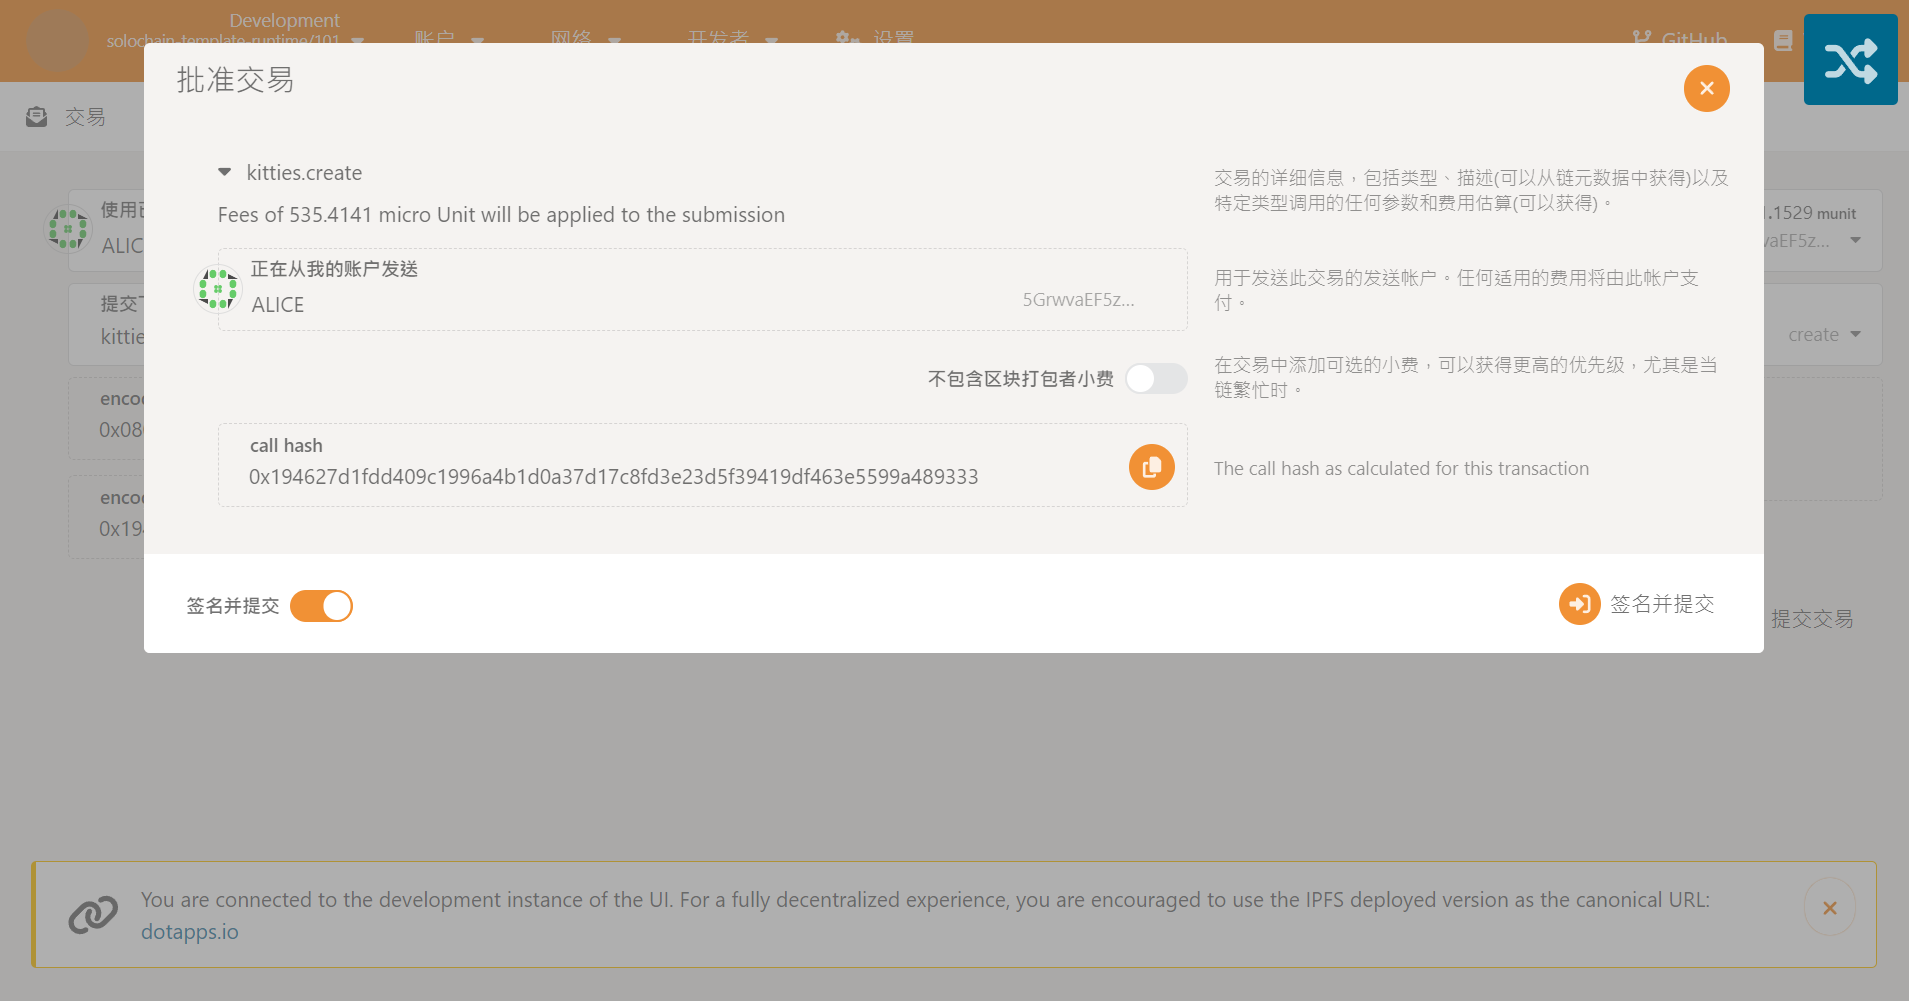 Development
solochain-template-runtime/101
账户
网络
开发者
设置
GitHub
批准交易
交易
kitties.create
Fees of 535.4141 micro Unit will be applied to the submission
交易的详细信息，包括类型、描述(可以从链元数据中获得)以及
特定类型调用的任何参数和费用估算(可以获得)。
使用
ALIC
1.1529 munit
vaEF5z...
正在从我的账户发送
ALICE
5GrwvaEF5z...
用于发送此交易的发送帐户。任何适用的费用将由此帐户支
付。
提交
kittie
create
不包含区块打包者小费
在交易中添加可选的小费，可以获得更高的优先级，尤其是当
链繁忙时。
enco
0x08
call hash
0x194627d1fdd409c1996a4b1d0a37d17c8fd3e23d5f39419df463e5599a489333
The call hash as calculated for this transaction
enco
0x19
签名并提交
签名并提交
提交交易
You are connected to the development instance of the UI. For a fully decentralized experience, you are encouraged to use the IPFS deployed version as the canonical URL:
dotapps.io